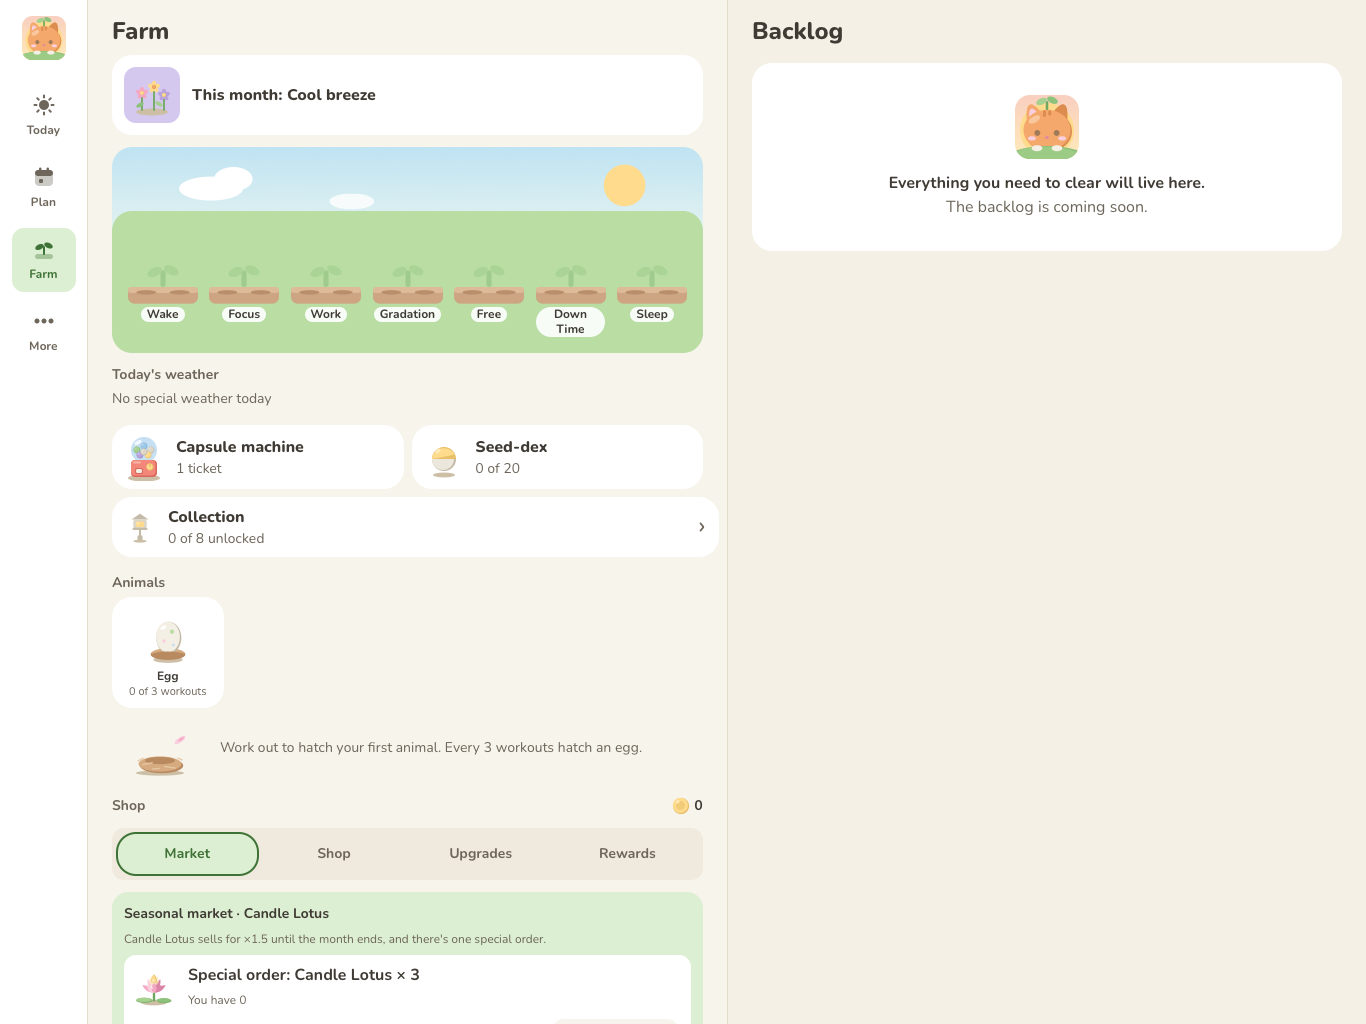 Today
Plan
Farm
More
Farm
This month: Cool breeze
Wake
Focus
Work
Gradation
Free
Down
Time
Sleep
Today's weather
No special weather today
Capsule machine
1 ticket
Seed-dex
0 of 20
Collection
0 of 8 unlocked
›
Animals
Egg
0 of 3 workouts
Work out to hatch your first animal. Every 3 workouts hatch an egg.
Shop
0
Market
Shop
Upgrades
Rewards
Seasonal market · Candle Lotus
Candle Lotus sells for ×1.5 until the month ends, and there's one special order.
Special order: Candle Lotus × 3
You have 0
Backlog
Everything you need to clear will live here.
The backlog is coming soon.